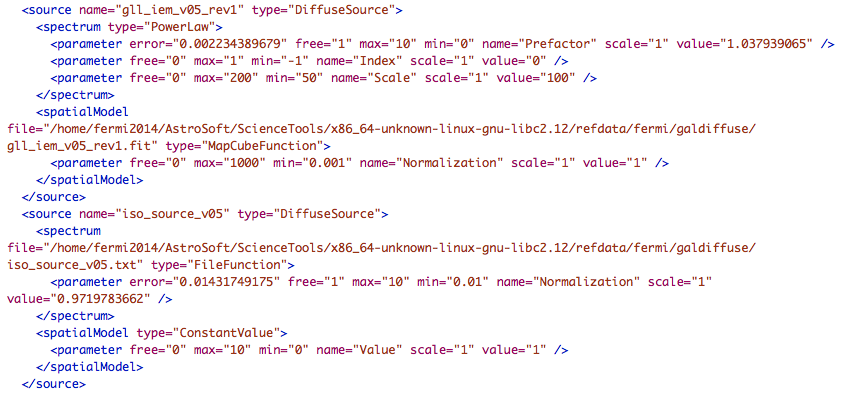 <source name="gll_iem_v05_rev1" type="DiffuseSource">
<spectrum type="PowerLaw">
<parameter error="0.002234389679" free="1" max="10" min="0" name="Prefactor" scale="1" value="1.037939065" />
<parameter free="0" max="1" min="-1" name="Index" scale="1" value="0" />
<parameter free="0" max="200" min="50" name="Scale" scale="1" value="100" />
</spectrum>
<spatialModel
file="/home/fermi2014/AstroSoft/ScienceTools/x86_64-unknown-linux-gnu-libc2.12/refdata/fermi/galdiffuse/
gll_iem_v05_rev1.fit" type="MapCubeFunction">
<parameter free="0" max="1000" min="0.001" name="Normalization" scale="1" value="1" />
</spatialModel>
</source>
<source name="iso_source_v05" type="DiffuseSource">
<spectrum
file="/home/fermi2014/AstroSoft/ScienceTools/x86_64-unknown-linux-gnu-libc2.12/refdata/fermi/galdiffuse/
iso_source_v05.txt" type="FileFunction">
<parameter error="0.01431749175" free="1" max="10" min="0.01" name="Normalization" scale="1"
value="0.9719783662" />
</spectrum>
<spatialModel type="ConstantValue">
<parameter free="0" max="10" min="0" name="Value" scale="1" value="1" />
</spatialModel>
</source>